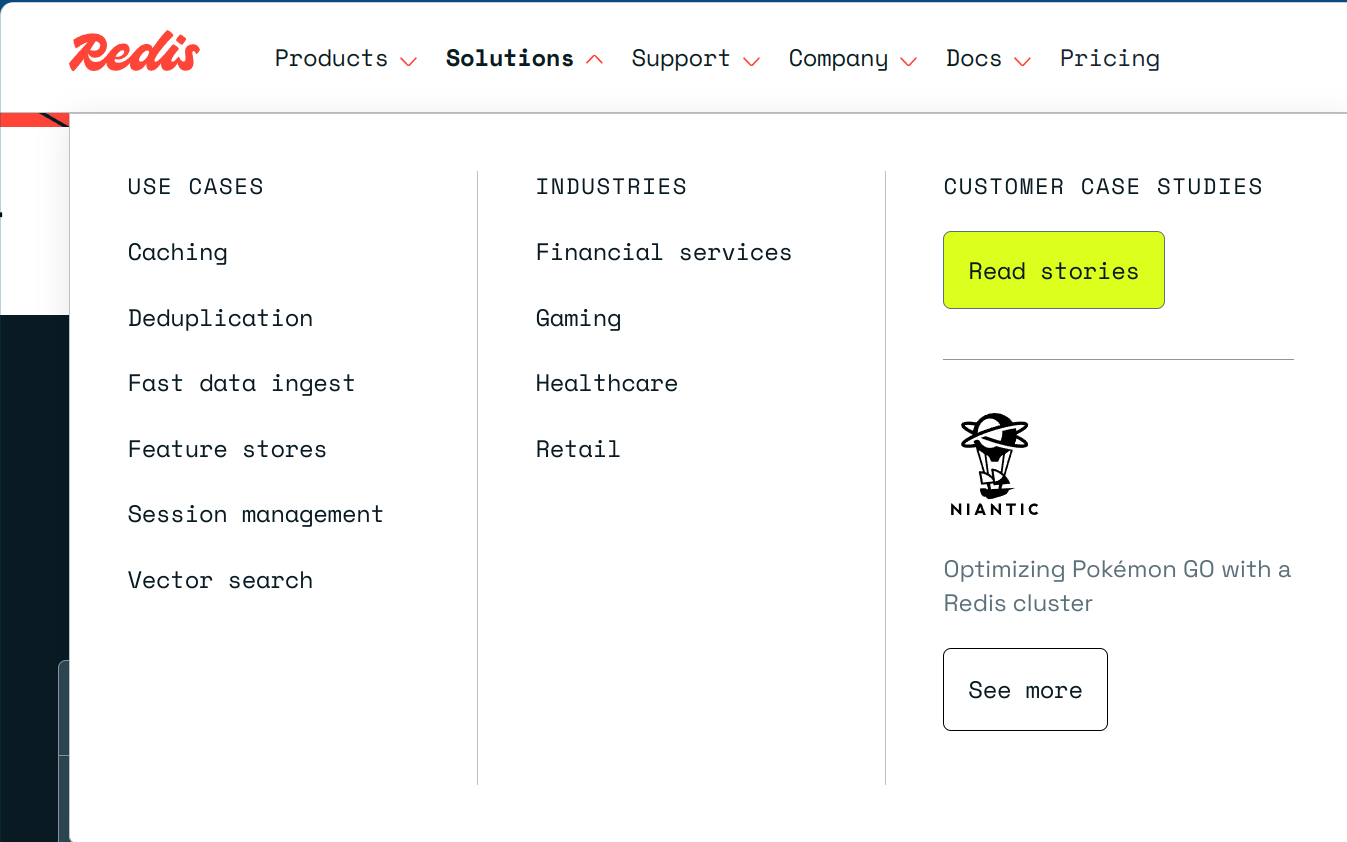 Redis
Products
Solutions
Support
Company
Docs
Pricing
USE CASES
Caching
Deduplication
Fast data ingest
Feature stores
Session management
Vector search
INDUSTRIES
Financial services
Gaming
Healthcare
Retail
CUSTOMER CASE STUDIES
Read stories
NIANTIC
Optimizing Pokémon GO with a
Redis cluster
See more